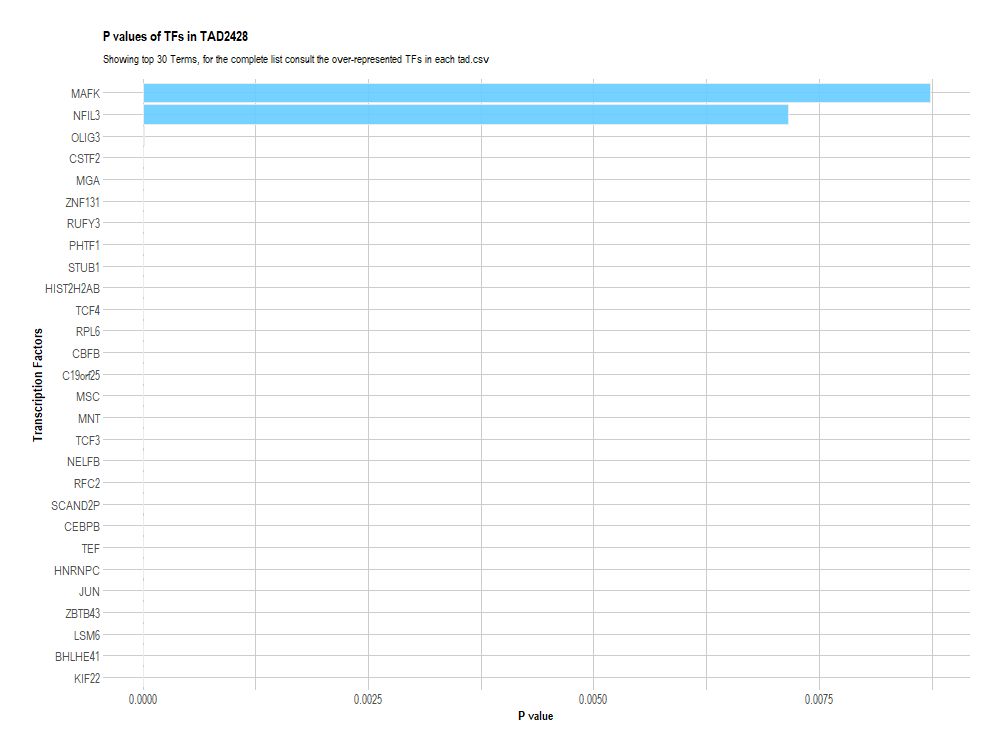 P values of TFs in TAD2428
Showing top 30 Terms, for the complete list consult the over-represented TFs in each tad.csv
Transcription Factors
MAFK
NFIL3
OLIG3
CSTF2
MGA
ZNF131
RUFY3
PHTF1
STUB1
HIST2H2AB
TCF4
RPL6
CBFB
C19orf25
MSC
MNT
TCF3
NELFB
RFC2
SCAND2P
CEBPB
TEF
HNRNPC
JUN
ZBTB43
LSM6
BHLHE41
KIF22
0.0000 0.0025 0.0050 0.0075
P value